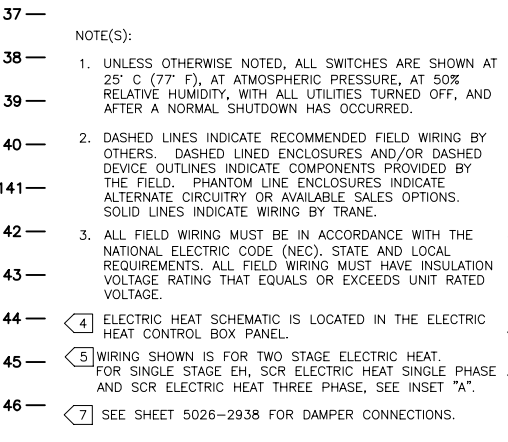 37
NOTE(S):
38
1. UNLESS OTHERWISE NOTED, ALL SWITCHES ARE SHOWN AT
25° C (77° F), AT ATMOSPHERIC PRESSURE, AT 50%
39
RELATIVE HUMIDITY, WITH ALL UTILITIES TURNED OFF, AND
AFTER A NORMAL SHUTDOWN HAS OCCURRED.
40
2. DASHED LINES INDICATE RECOMMENDED FIELD WIRING BY
OTHERS. DASHED LINED ENCLOSURES AND/OR DASHED
DEVICE OUTLINES INDICATE COMPONENTS PROVIDED BY
141
THE FIELD. PHANTOM LINE ENCLOSURES INDICATE
ALTERNATE CIRCUITRY OR AVAILABLE SALES OPTIONS.
SOLID LINES INDICATE WIRING BY TRANE.
42
3. ALL FIELD WIRING MUST BE IN ACCORDANCE WITH THE
NATIONAL ELECTRIC CODE (NEC). STATE AND LOCAL
43
REQUIREMENTS. ALL FIELD WIRING MUST HAVE INSULATION
VOLTAGE RATING THAT EQUALS OR EXCEEDS UNIT RATED
VOLTAGE.
44
4 ELECTRIC HEAT SCHEMATIC IS LOCATED IN THE ELECTRIC
HEAT CONTROL BOX PANEL.
45
5 WIRING SHOWN IS FOR TWO STAGE ELECTRIC HEAT.
FOR SINGLE STAGE EH, SCR ELECTRIC HEAT SINGLE PHASE
AND SCR ELECTRIC HEAT THREE PHASE, SEE INSET "A".
46
7 SEE SHEET 5026-2938 FOR DAMPER CONNECTIONS.